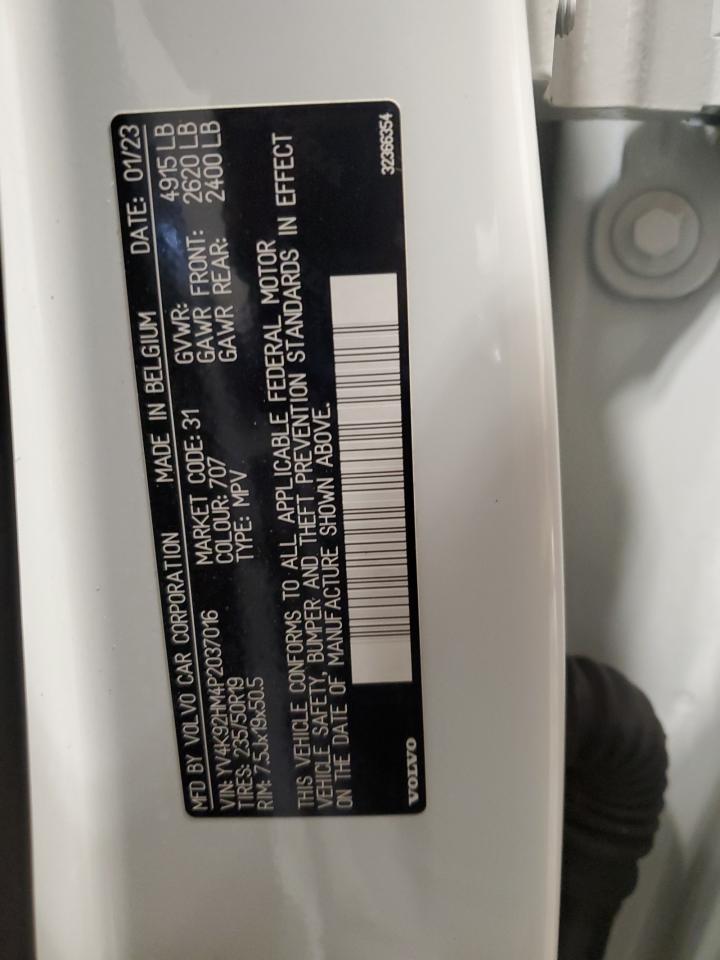 MFD BY VOLVO CAR CORPORATION MADE IN BELGIUM DATE: 01/23
VIN: YV4K92HM4P2037016 MARKET CODE: 31 GVWR: 4915 LB
TIRES: 235/50R19 COLOUR: 707 GAWR FRONT: 2620 LB
RIM: 7.5Jx19x50.5 TYPE: MPV GAWR REAR: 2400 LB
THIS VEHICLE CONFORMS TO ALL APPLICABLE FEDERAL MOTOR
VEHICLE SAFETY, BUMPER AND THEFT PREVENTION STANDARDS IN EFFECT
ON THE DATE OF MANUFACTURE SHOWN ABOVE.
VOLVO 32366354